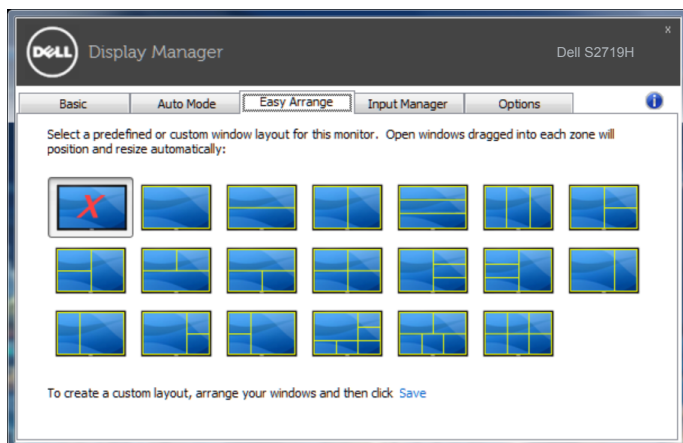 x
DELL Display Manager Dell S2719H
Basic Auto Mode Easy Arrange Input Manager Options i
Select a predefined or custom window layout for this monitor. Open windows dragged into each zone will
position and resize automatically:
X
To create a custom layout, arrange your windows and then click Save